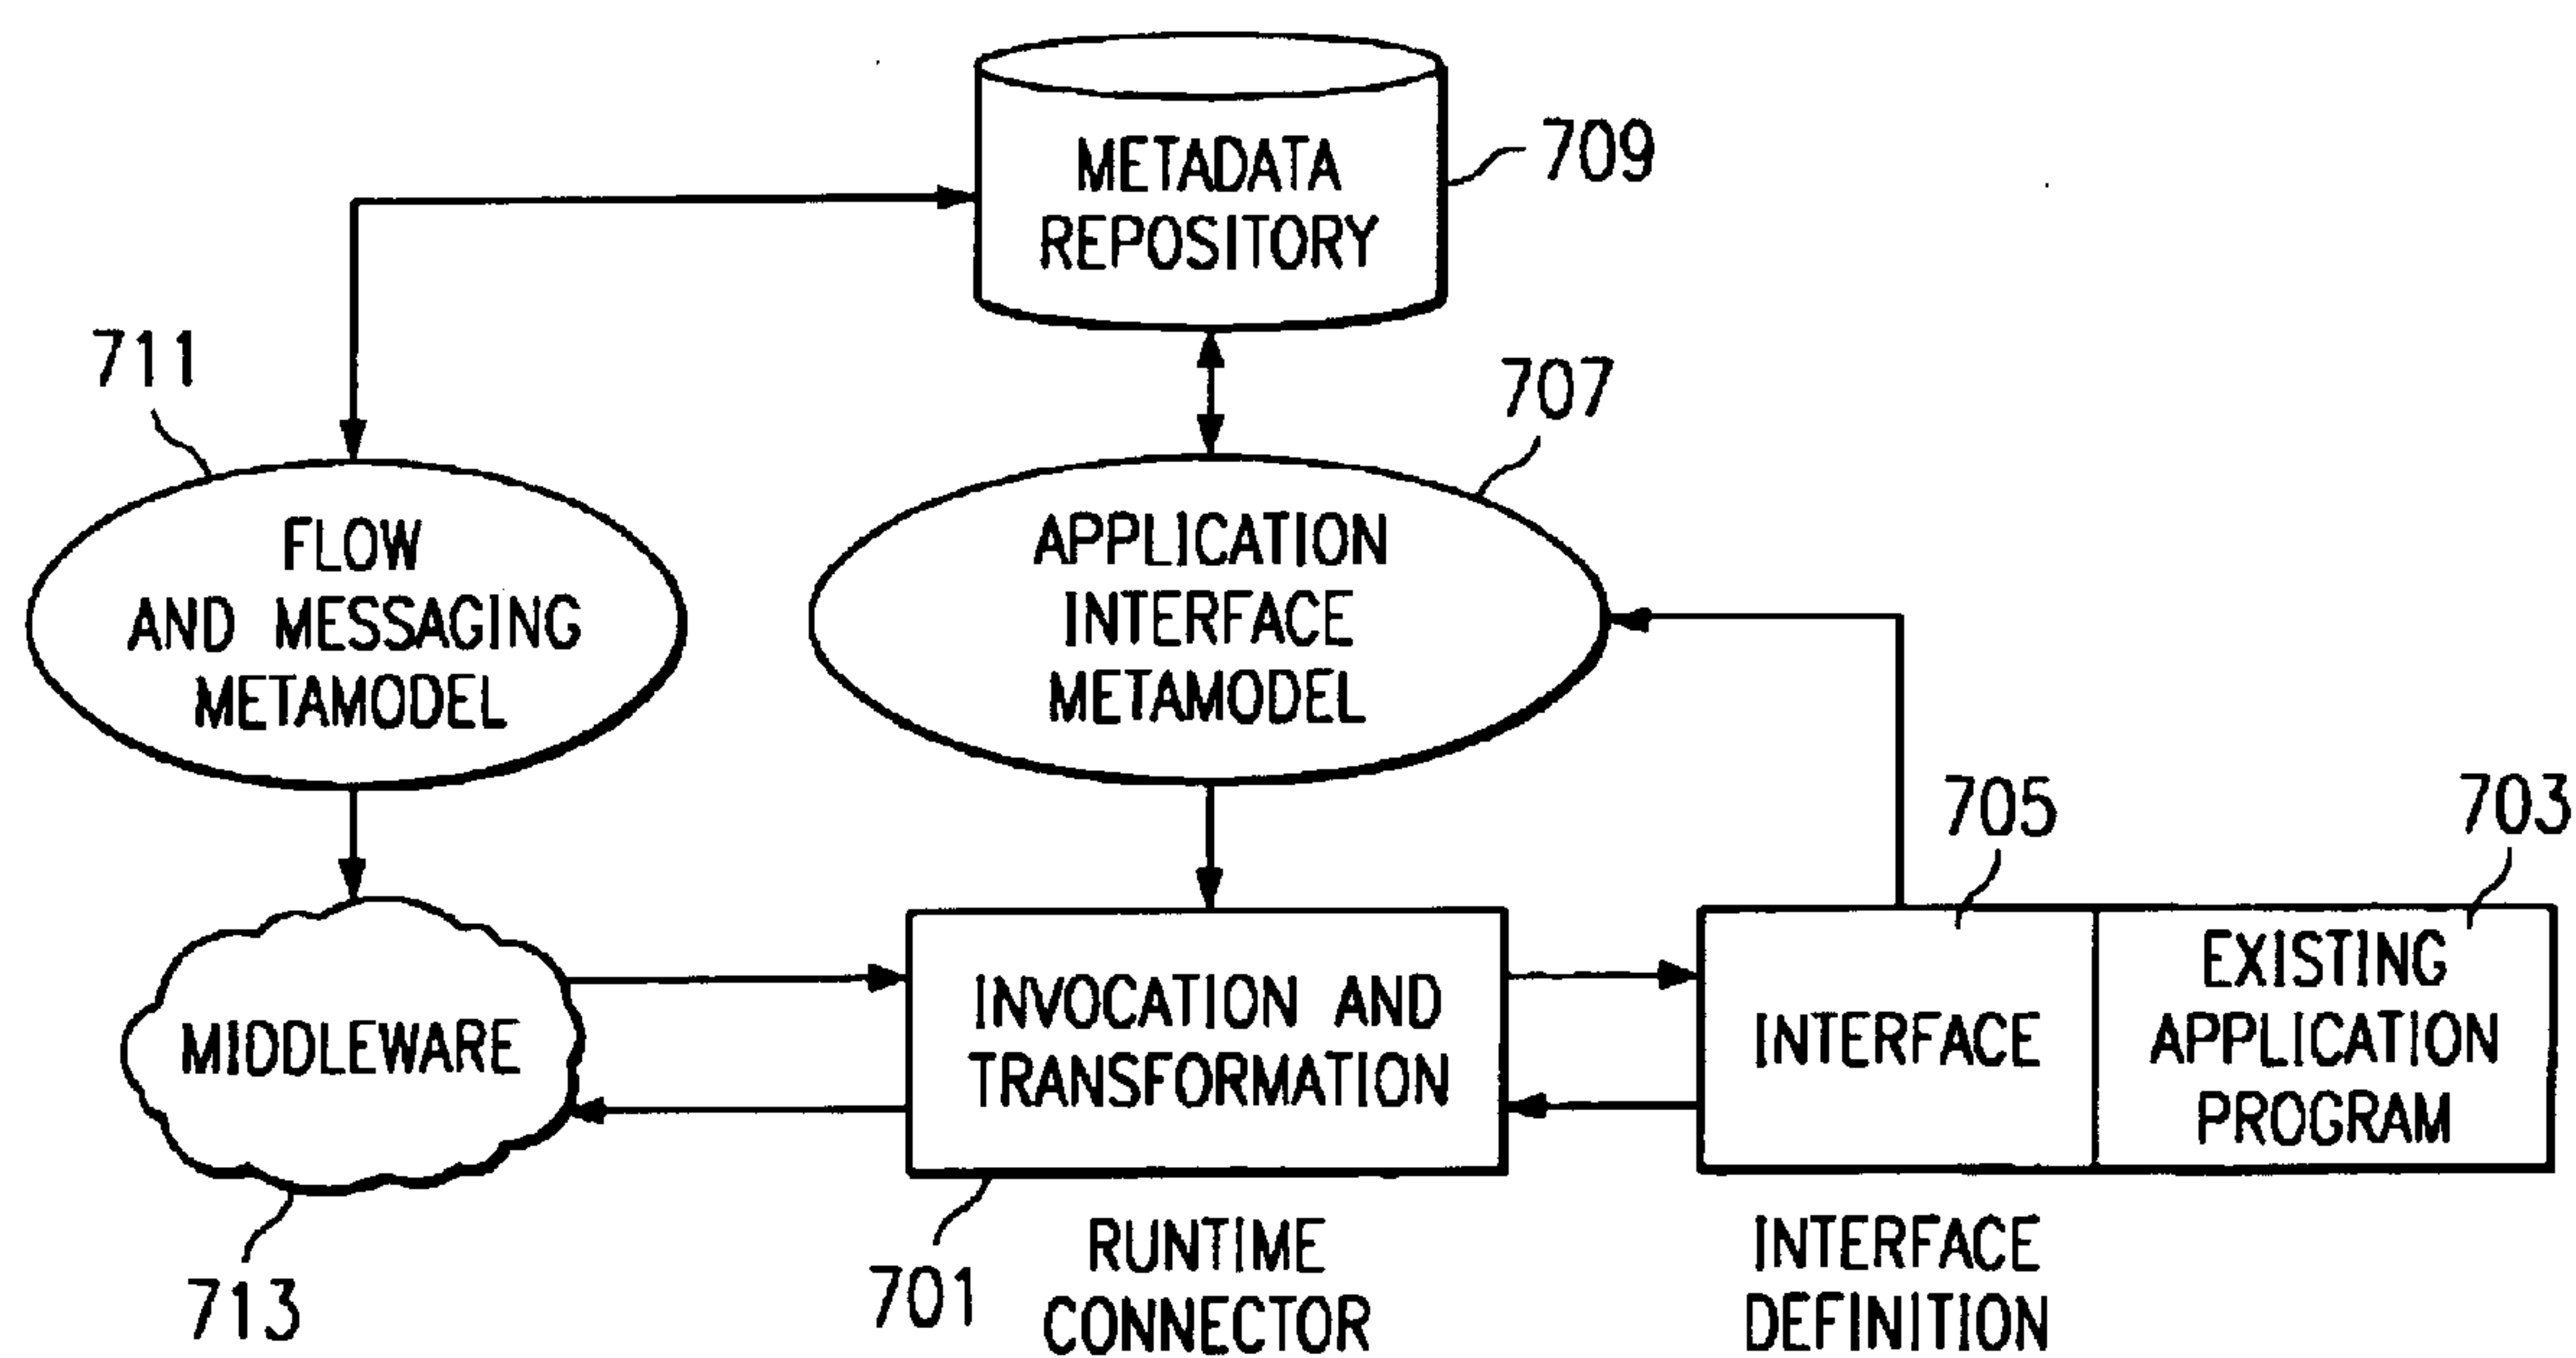 METADATA
REPOSITORY
709
711
707
FLOW
AND MESSAGING
METAMODEL
APPLICATION
INTERFACE
METAMODEL
705
703
MIDDLEWARE
INVOCATION AND
TRANSFORMATION
INTERFACE
EXISTING
APPLICATION
PROGRAM
713
701
RUNTIME
CONNECTOR
INTERFACE
DEFINITION